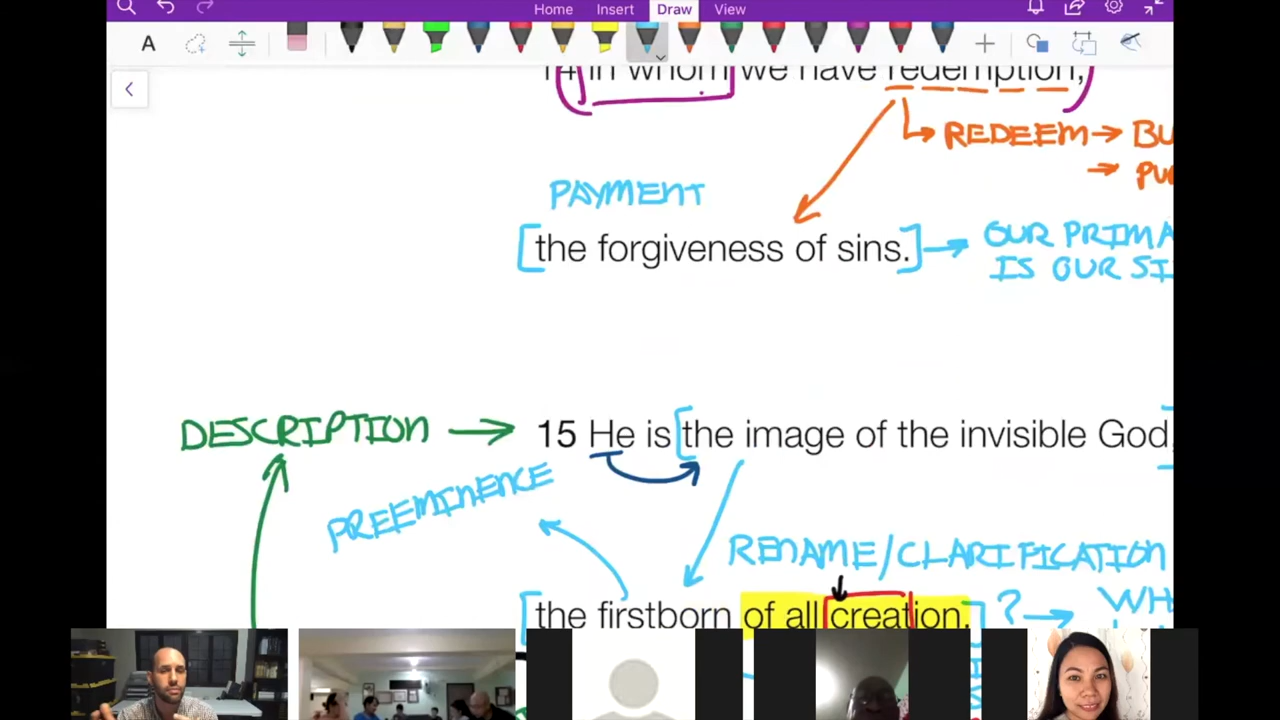 Home Insert Draw View
A
14 in whom we have redemption,
REDEEM → BU
→ PU
PAYMENT
[the forgiveness of sins.] → OUR PRIMA
IS OUR SI
DESCRIPTION → 15 He is [the image of the invisible God]
PREEMINENCE
RENAME/CLARIFICATION
[the firstborn of all creation.] ? → WH